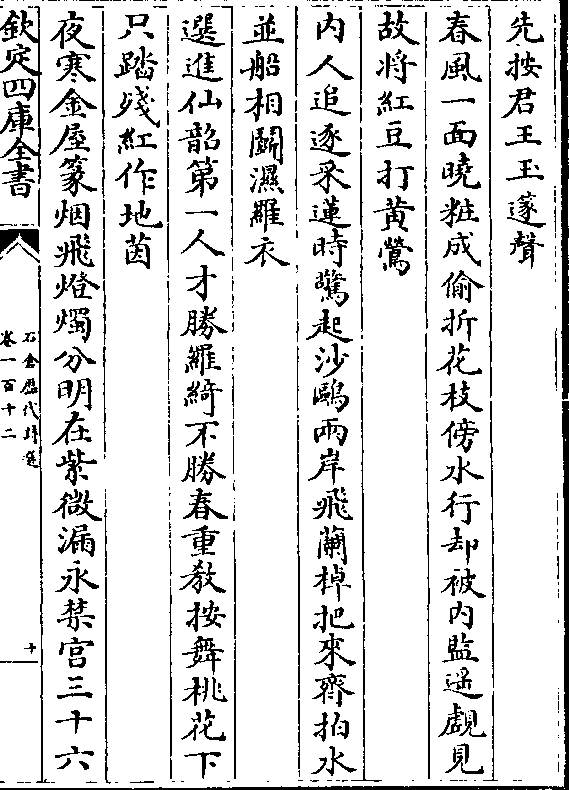 先按君王玉邃聲
春風一面曉粧成偷折花枝傍水行却被内監遥覰見
故將紅豆打黄鶯
内人追逐采蓮時驚起沙鷗兩岸飛蘭棹把來齊拍水
並船相鬬濕羅衣
選進仙韶第一人才勝羅綺不勝春重教按舞桃花下
只踏殘紅作地茵
夜寒金屋篆烟飛燈燭分明在紫微漏永禁宫三十六
欽定四庫全書
石倉歷代詩選
卷一百十二
十